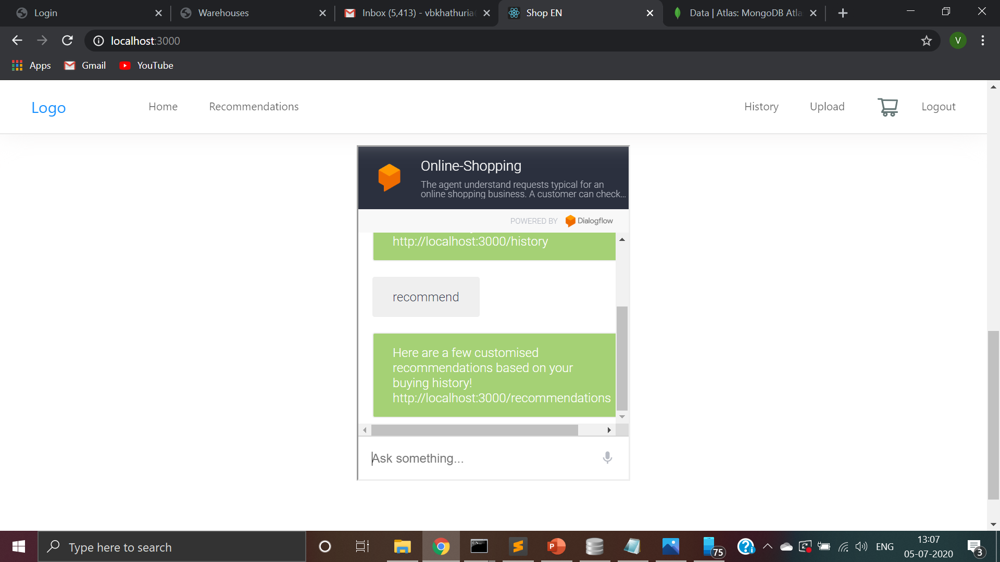 Login
Warehouses
Inbox (5,413) - vbkhathuria
Shop EN
Data | Atlas: MongoDB Atla
localhost:3000
V
Apps
Gmail
YouTube
Logo
Home
Recommendations
History
Upload
Logout
Online-Shopping
The agent understand requests typical for an
online shopping business. A customer can check...
POWERED BY
Dialogflow
http://localhost:3000/history
recommend
Here are a few customised
recommendations based on your
buying history!
http://localhost:3000/recommendations
Ask something...
Type here to search
75
ENG
13:07
05-07-2020
3